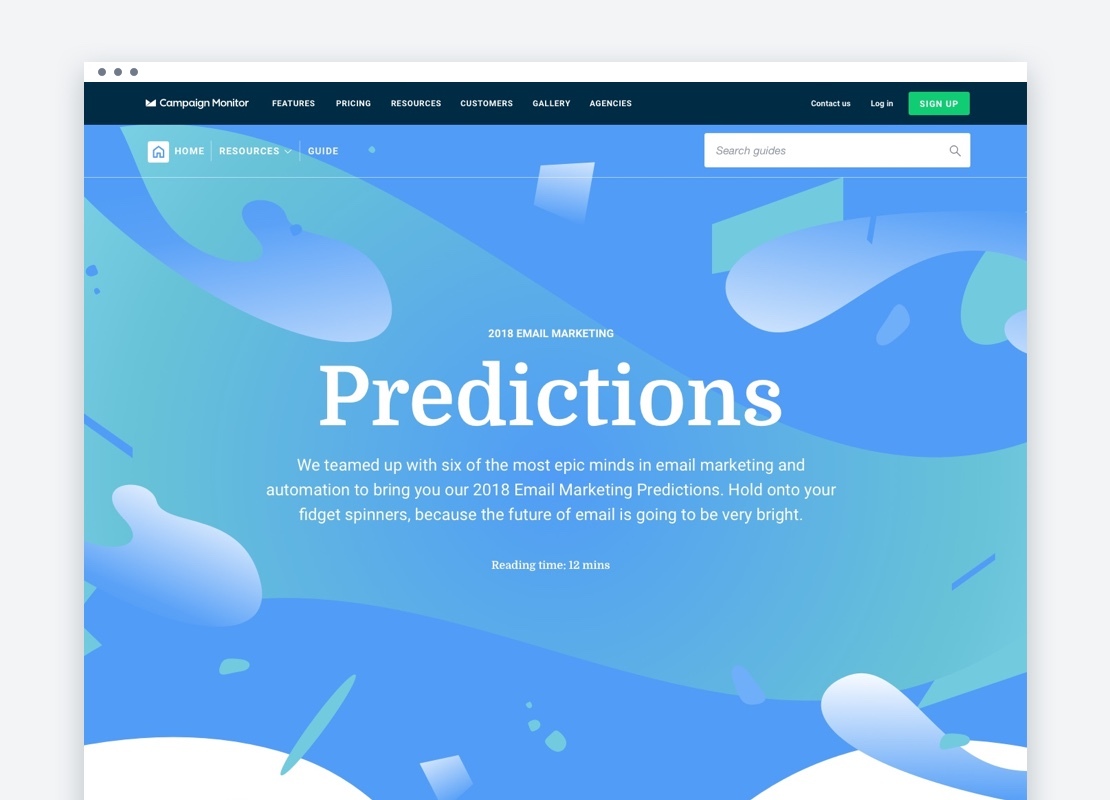 Campaign Monitor FEATURES PRICING RESOURCES CUSTOMERS GALLERY AGENCIES Contact us Log in SIGN UP
HOME RESOURCES GUIDE Search guides
2018 EMAIL MARKETING
Predictions
We teamed up with six of the most epic minds in email marketing and
automation to bring you our 2018 Email Marketing Predictions. Hold onto your
fidget spinners, because the future of email is going to be very bright.
Reading time: 12 mins